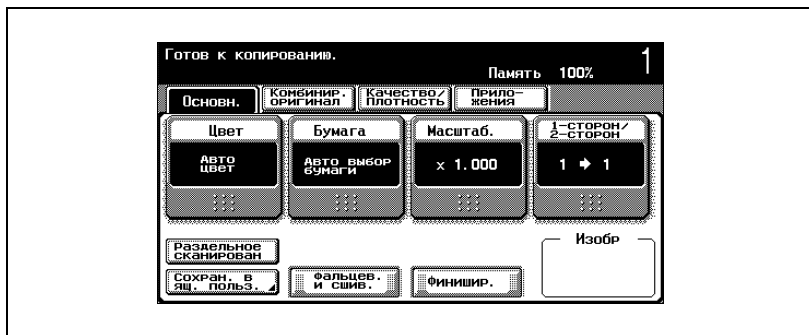 Готов к копированию.
1
Память 100%
Основн.
Комбинир.
оригинал
Качество/
Плотность
Прило-
жения
Цвет
Бумага
Масштаб.
1-сторон/
2-сторон
Авто
цвет
Авто выбор
бумаги
x 1.000
1 ➔ 1
Раздельное
сканирован
Изобр
Сохран. в
ящ. польз.
Фальцев.
и сшив.
Финишир.